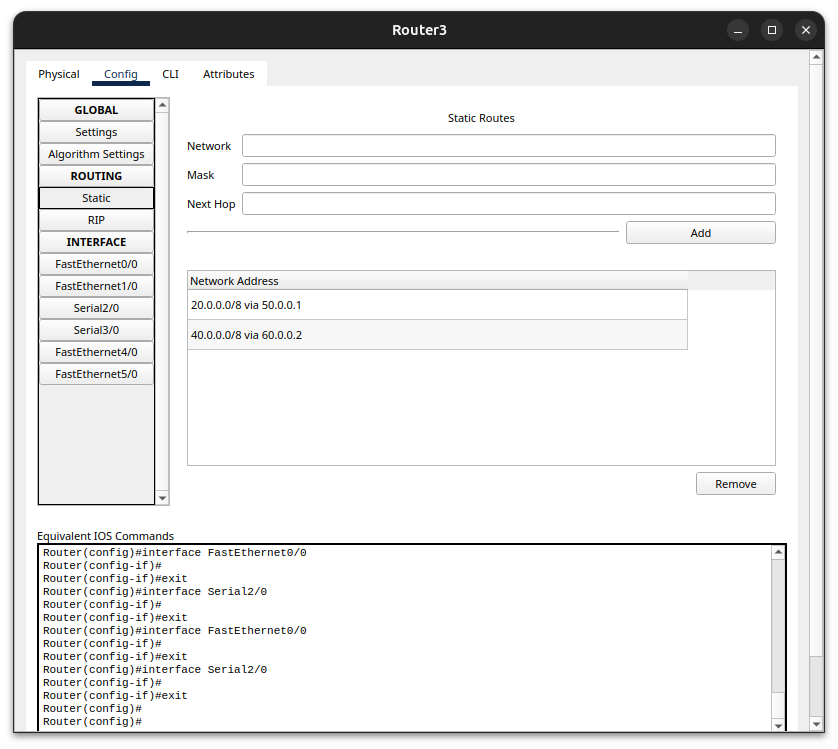 Router3
Physical Config CLI Attributes
GLOBAL
Settings
Algorithm Settings
ROUTING
Static
RIP
INTERFACE
FastEthernet0/0
FastEthernet1/0
Serial2/0
Serial3/0
FastEthernet4/0
FastEthernet5/0
Static Routes
Network
Mask
Next Hop
Add
Network Address
20.0.0.0/8 via 50.0.0.1
40.0.0.0/8 via 60.0.0.2
Remove
Equivalent IOS Commands
Router(config)#interface FastEthernet0/0
Router(config-if)#
Router(config-if)#exit
Router(config)#interface Serial2/0
Router(config-if)#
Router(config-if)#exit
Router(config)#interface FastEthernet0/0
Router(config-if)#
Router(config-if)#exit
Router(config)#interface Serial2/0
Router(config-if)#
Router(config-if)#exit
Router(config)#
Router(config)#